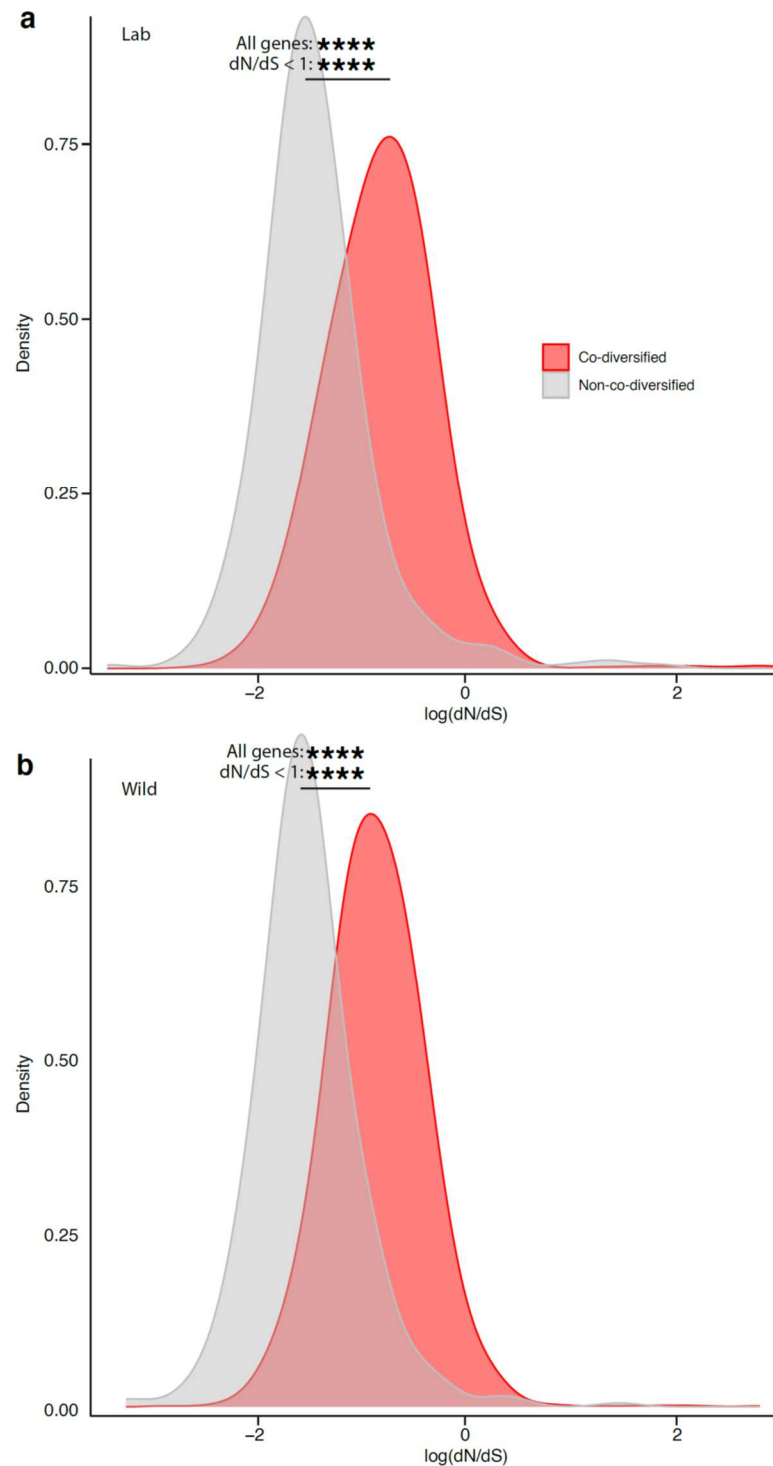 a
Lab
All genes: ****
dN/dS < 1: ****
0.75
0.50
0.25
0.00
Density
Co-diversified
Non-co-diversified
−2
0
2
log(dN/dS)
b
Wild
All genes: ****
dN/dS < 1: ****
0.75
0.50
0.25
0.00
Density
−2
0
2
log(dN/dS)